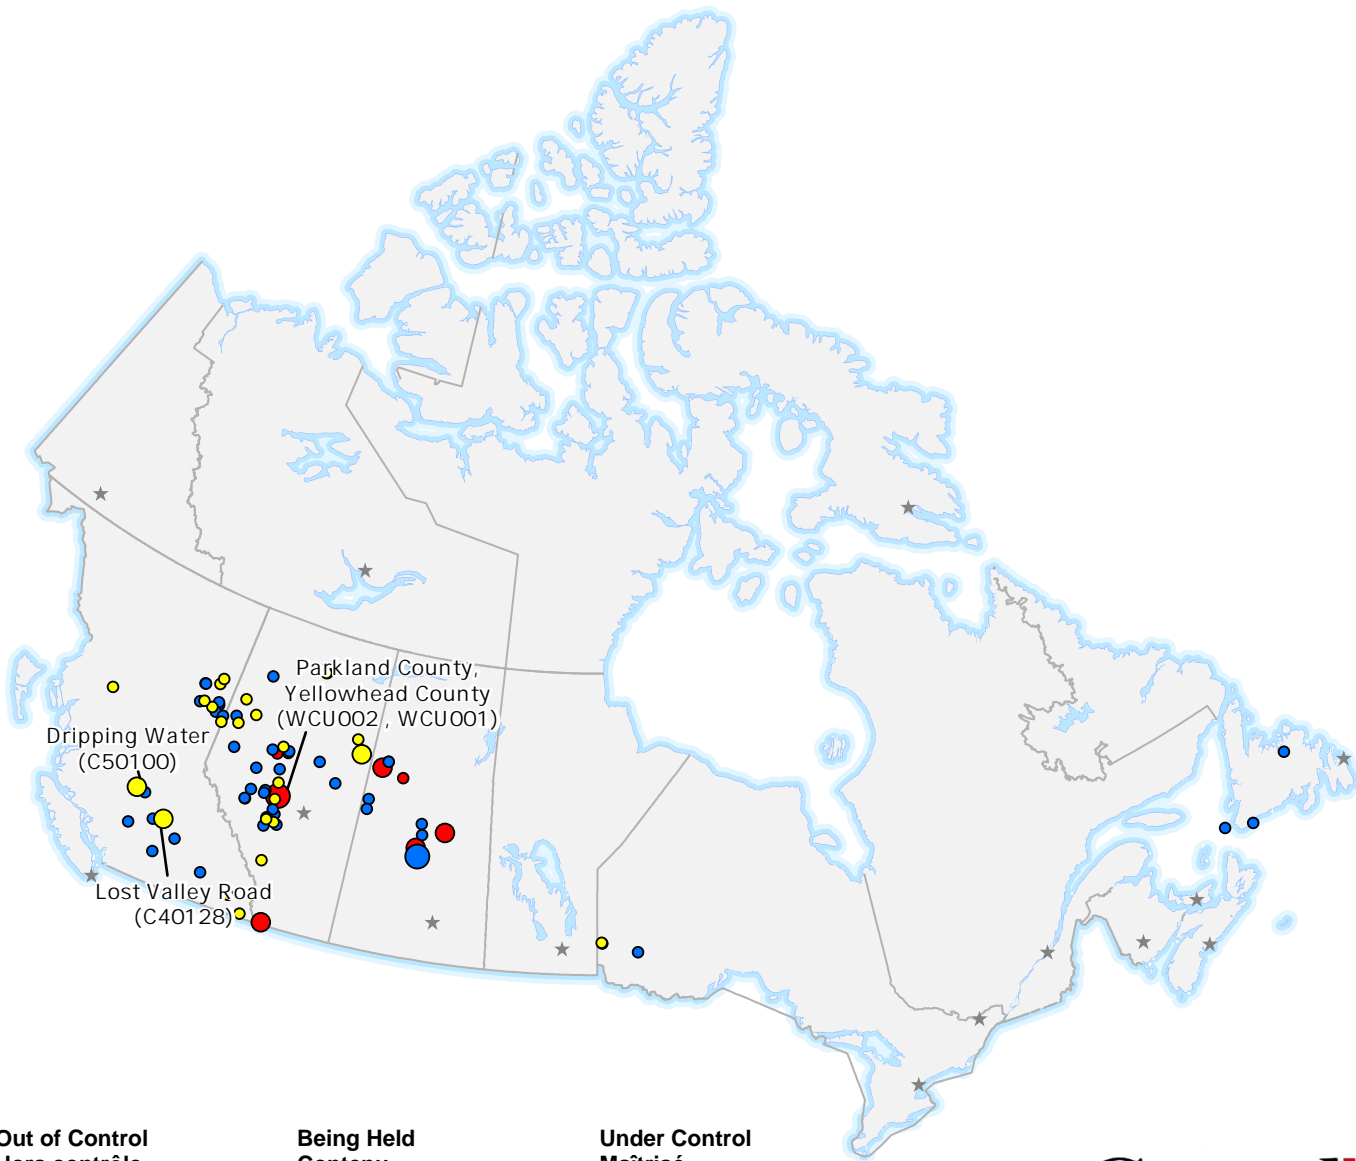 Parkland County,
Yellowhead County
(WCU002 , WCU001)
Dripping Water
(C50100)
Lost Valley Road
(C40128)
Out of Control
Being Held
Under Control